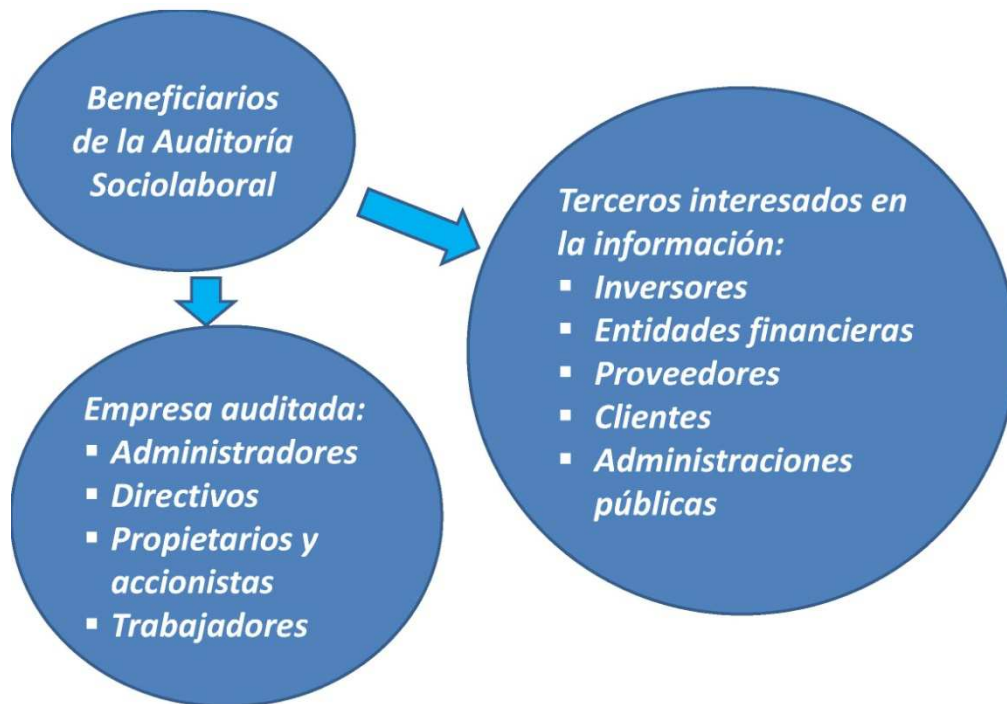 Beneficiarios
de la Auditoría
Sociolaboral
Terceros interesados en
la información:
▪ Inversores
▪ Entidades financieras
▪ Proveedores
▪ Clientes
▪ Administraciones
públicas
Empresa auditada:
▪ Administradores
▪ Directivos
▪ Propietarios y
accionistas
▪ Trabajadores